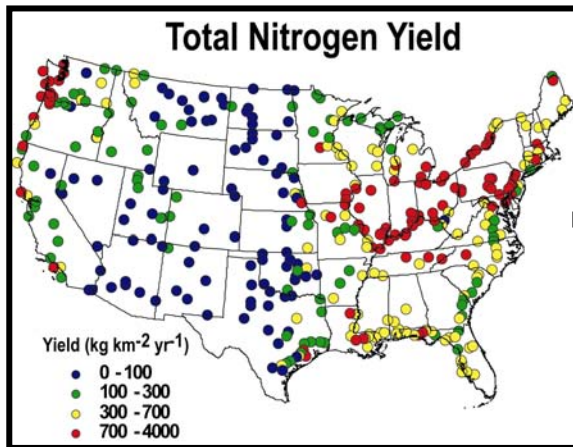 Total Nitrogen Yield
Yield (kg km⁻² yr⁻¹)
0 - 100
100 - 300
300 - 700
700 - 4000